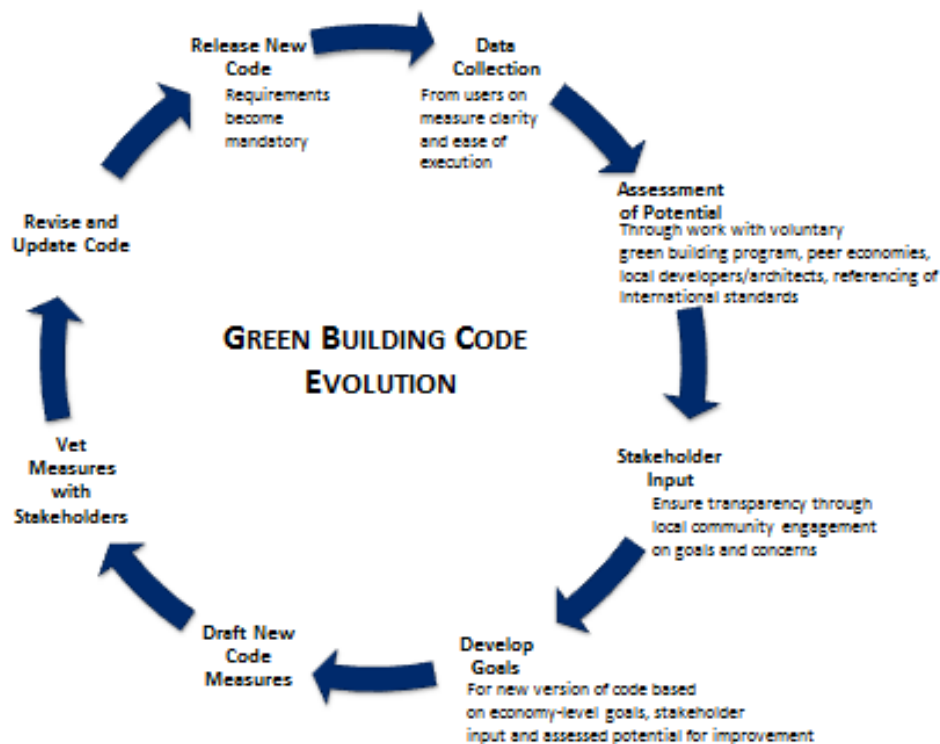 Release New
Code
Requirements
become
mandatory
Data
Collection
From users on
measure clarity
and ease of
execution
Assessment
of Potential
Through work with voluntary
green building program, peer economies,
local developers/architects, referencing of
international standards
Stakeholder
Input
Ensure transparency through
local community engagement
on goals and concerns
Develop
Goals
For new version of code based
on economy-level goals, stakeholder
input and assessed potential for improvement
Draft New
Code
Measures
Vet
Measures
with
Stakeholders
Revise and
Update Code
GREEN BUILDING CODE
EVOLUTION